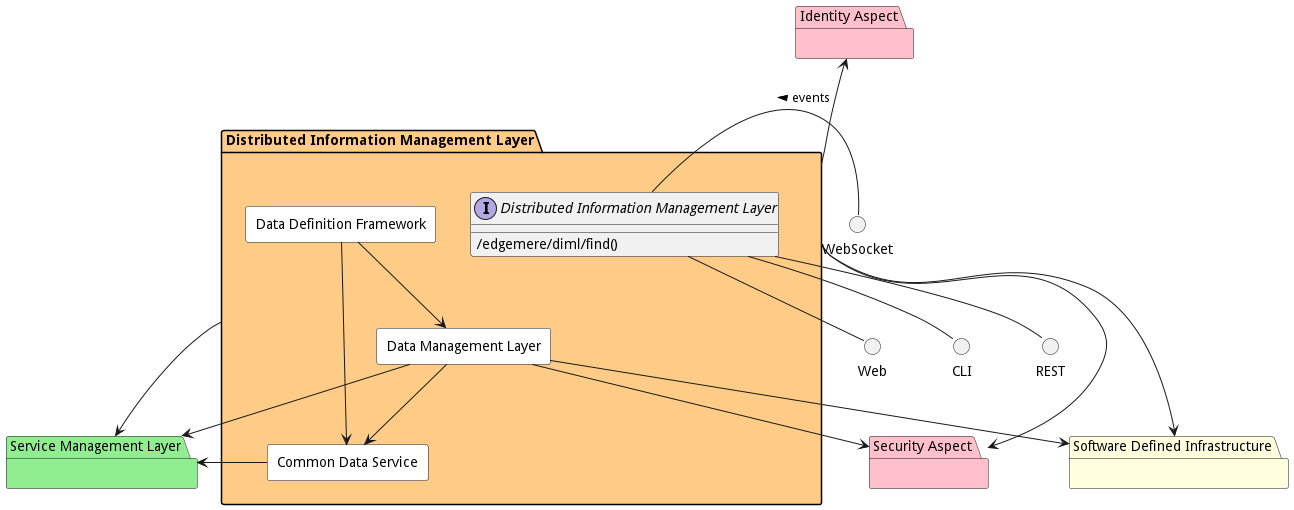 Identity Aspect
events
Distributed Information Management Layer
I Distributed Information Management Layer
Data Definition Framework
/edgemere/diml/find()
WebSocket
Data Management Layer
Web
CLI
REST
Service Management Layer
Security Aspect
Software Defined Infrastructure
Common Data Service